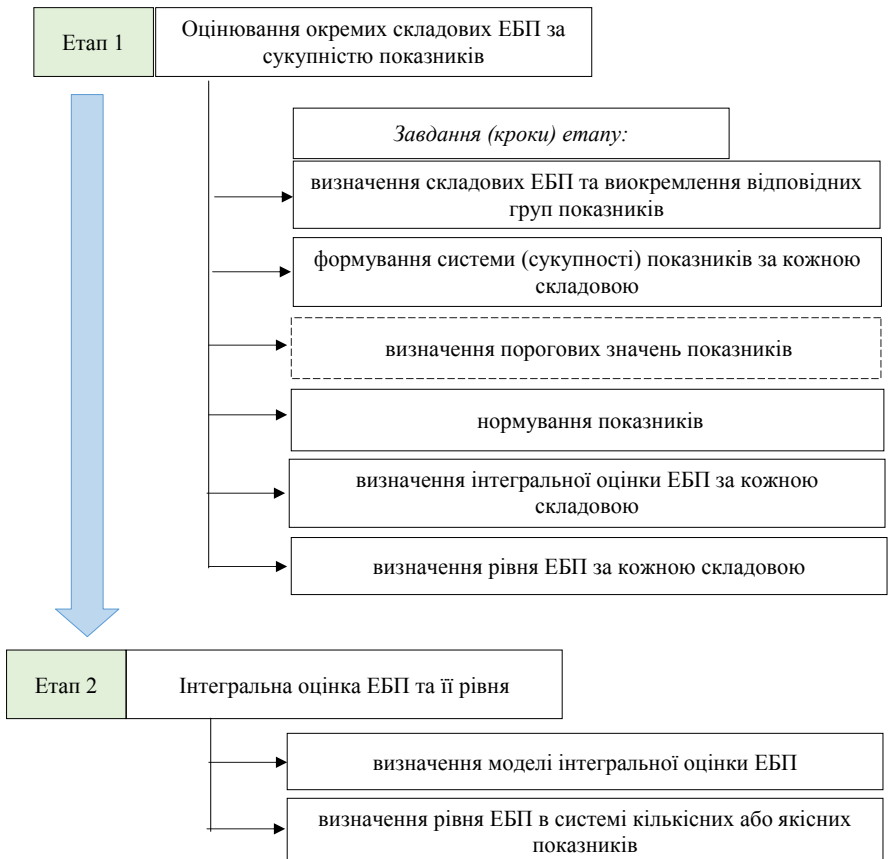 Етап 1
Оцінювання окремих складових ЕБП за
сукупністю показників
Завдання (кроки) етапу:
визначення складових ЕБП та виокремлення відповідних
груп показників
формування системи (сукупності) показників за кожною
складовою
визначення порогових значень показників
нормування показників
визначення інтегральної оцінки ЕБП за кожною
складовою
визначення рівня ЕБП за кожною складовою
Етап 2
Інтегральна оцінка ЕБП та її рівня
визначення моделі інтегральної оцінки ЕБП
визначення рівня ЕБП в системі кількісних або якісних
показників